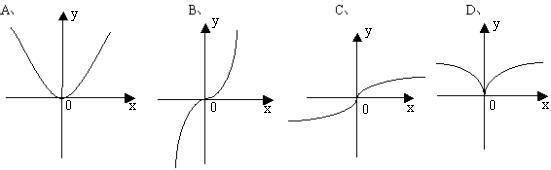 A、 B、 C、 D、
y y y y
0 x 0 x 0 x 0 x